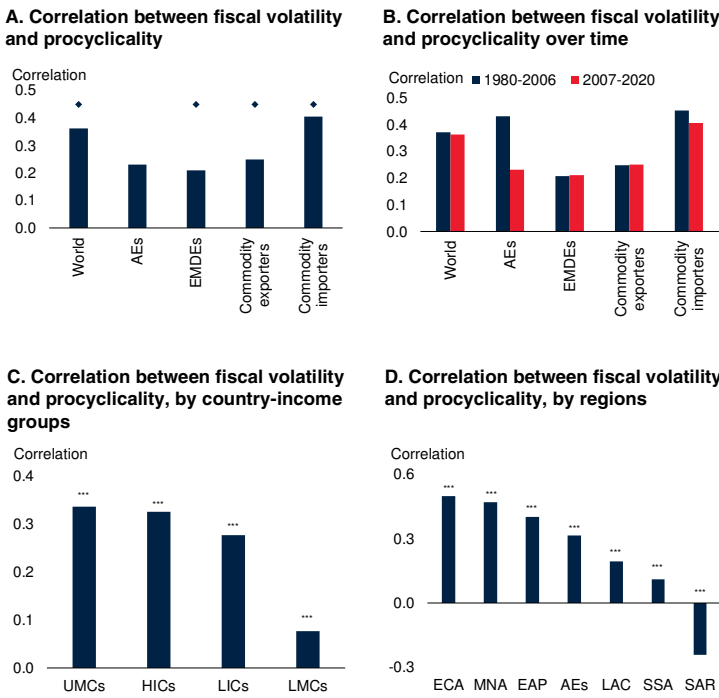 A. Correlation between fiscal volatility
and procyclicality
Correlation
0.5
0.4
0.3
0.2
0.1
0.0
World
AEs
EMDEs
Commodity
exporters
Commodity
importers
B. Correlation between fiscal volatility
and procyclicality over time
Correlation
1980-2006
2007-2020
0.5
0.4
0.3
0.2
0.1
0.0
World
AEs
EMDEs
Commodity
exporters
Commodity
importers
C. Correlation between fiscal volatility
and procyclicality, by country-income
groups
Correlation
0.4
0.3
0.2
0.1
0.0
***
***
***
***
UMCs
HICs
LICs
LMCs
D. Correlation between fiscal volatility
and procyclicality, by regions
Correlation
0.6
0.3
0.0
-0.3
***
***
***
***
***
***
***
ECA
MNA
EAP
AEs
LAC
SSA
SAR